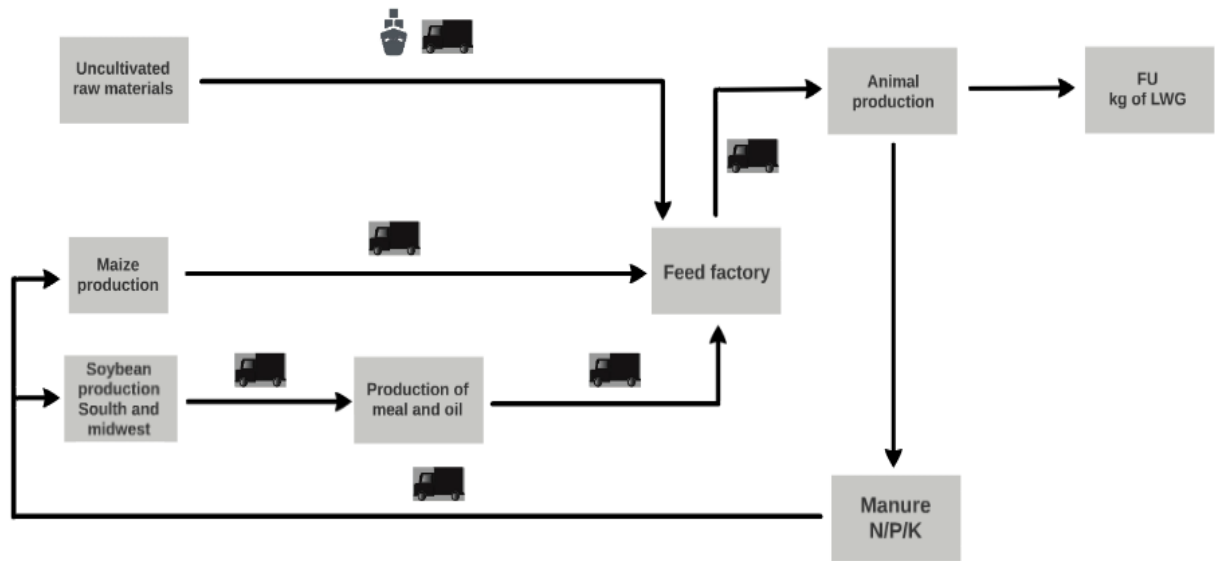 Uncultivated
raw materials
Animal
production
FU
kg of LWG
Maize
production
Feed factory
Soybean
production
Soulth and
midwest
Production of
meal and oil
Manure
N/P/K